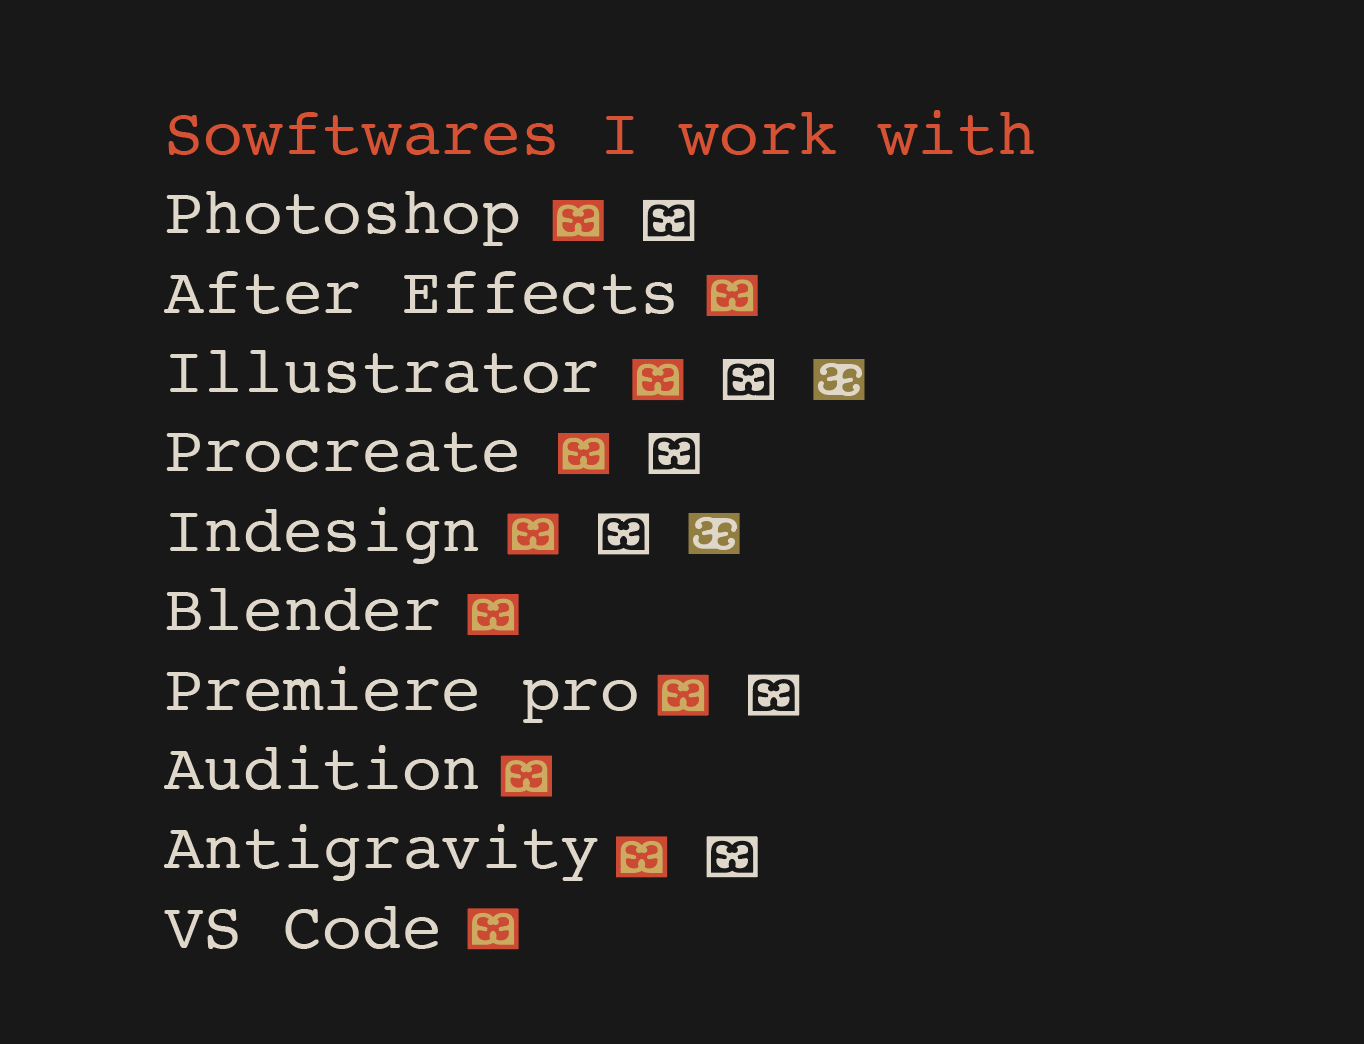 Sowftwares I work with
Photoshop
After Effects
Illustrator
Procreate
Indesign
Blender
Premiere pro
Audition
Antigravity
VS Code